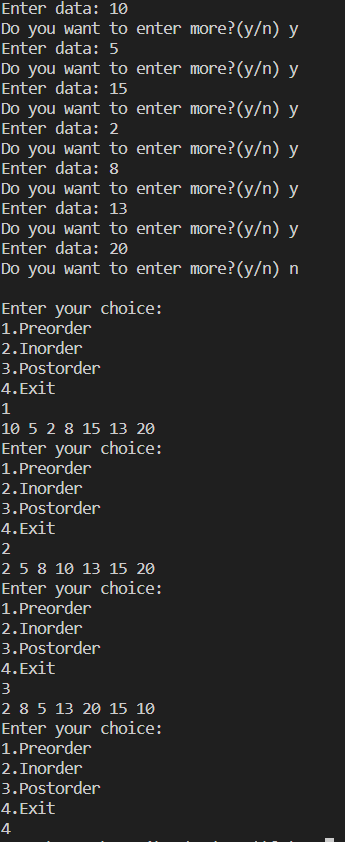 Enter data: 10
Do you want to enter more?(y/n) y
Enter data: 5
Do you want to enter more?(y/n) y
Enter data: 15
Do you want to enter more?(y/n) y
Enter data: 2
Do you want to enter more?(y/n) y
Enter data: 8
Do you want to enter more?(y/n) y
Enter data: 13
Do you want to enter more?(y/n) y
Enter data: 20
Do you want to enter more?(y/n) n
Enter your choice:
1.Preorder
2.Inorder
3.Postorder
4.Exit
1
10 5 2 8 15 13 20
Enter your choice:
1.Preorder
2.Inorder
3.Postorder
4.Exit
2
2 5 8 10 13 15 20
Enter your choice:
1.Preorder
2.Inorder
3.Postorder
4.Exit
3
2 8 5 13 20 15 10
Enter your choice:
1.Preorder
2.Inorder
3.Postorder
4.Exit
4